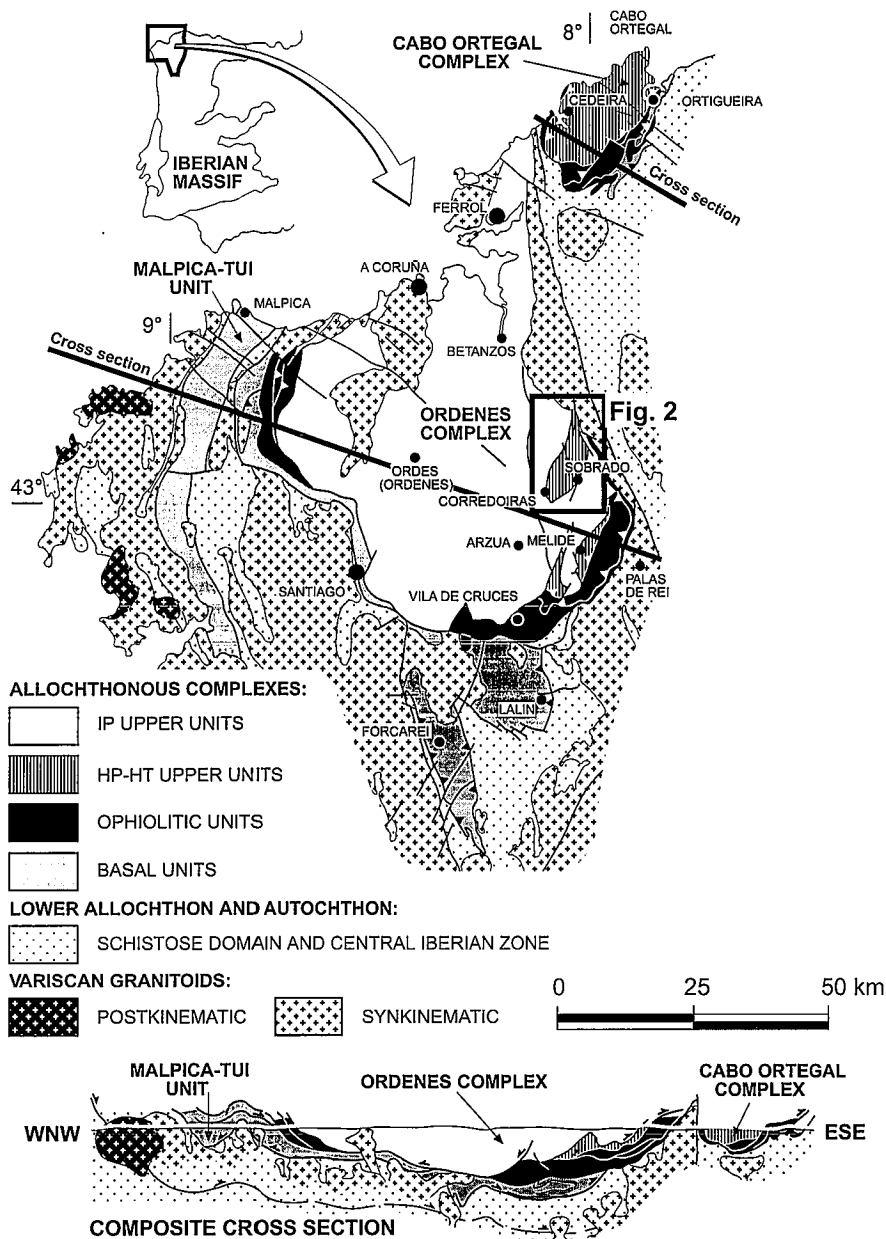 8°
CABO
ORTEGAL
CABO ORTEGAL
COMPLEX
CEDEIRA
ORTIGUEIRA
IBERIAN
MASSIF
Cross section
FERROL
MALPICA-TUI
UNIT
A CORUÑA
MALPICA
9°
BETANZOS
Cross section
ORDENES
COMPLEX
Fig. 2
ORDES
(ORDENES)
SOBRADO
43°
CORREDOIRAS
ARZUA
MELIDE
SANTIAGO
VILA DE CRUCES
PALAS
DE REI
LALIN
FORCAREI
ALLOCHTHONOUS COMPLEXES:
IP UPPER UNITS
HP-HT UPPER UNITS
OPHIOLITIC UNITS
BASAL UNITS
LOWER ALLOCHTHON AND AUTOCHTHON:
SCHISTOSE DOMAIN AND CENTRAL IBERIAN ZONE
VARISCAN GRANITOIDS:
POSTKINEMATIC
SYNKINEMATIC
0 25 50 km
MALPICA-TUI
UNIT
ORDENES COMPLEX
CABO ORTEGAL
COMPLEX
WNW
ESE
COMPOSITE CROSS SECTION